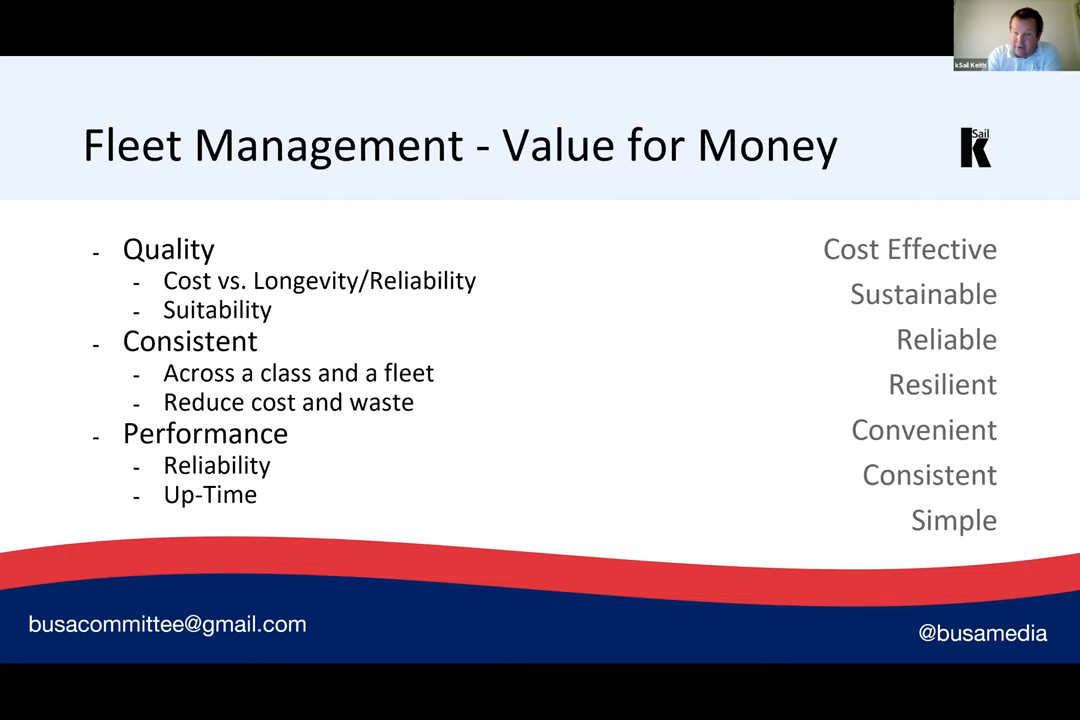 kSail Keith
Fleet Management - Value for Money
Sail
k
- Quality
- Cost vs. Longevity/Reliability
- Suitability
- Consistent
- Across a class and a fleet
- Reduce cost and waste
- Performance
- Reliability
- Up-Time
Cost Effective
Sustainable
Reliable
Resilient
Convenient
Consistent
Simple
busacommittee@gmail.com
@busamedia